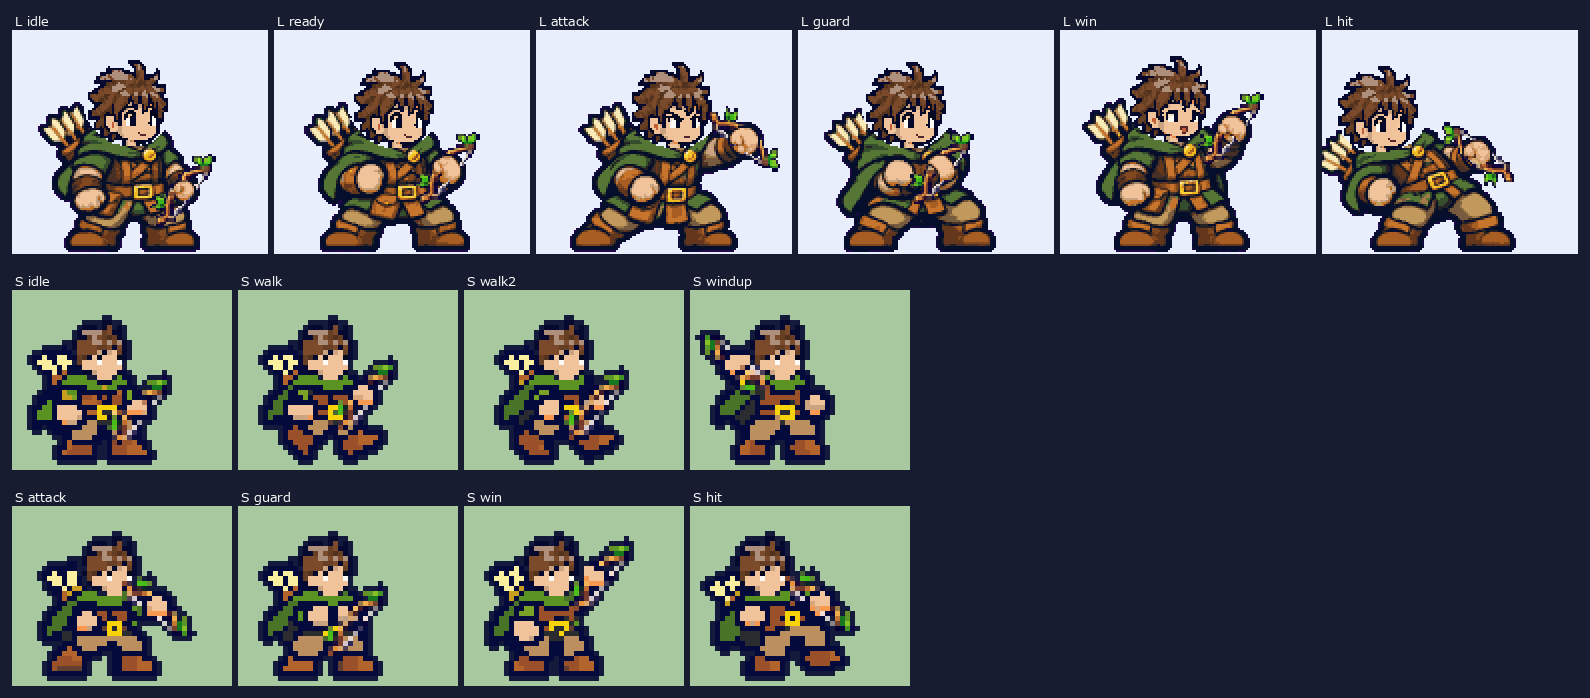 L idle
L ready
L attack
L guard
L win
L hit
S idle
S walk
S walk2
S windup
S attack
S guard
S win
S hit